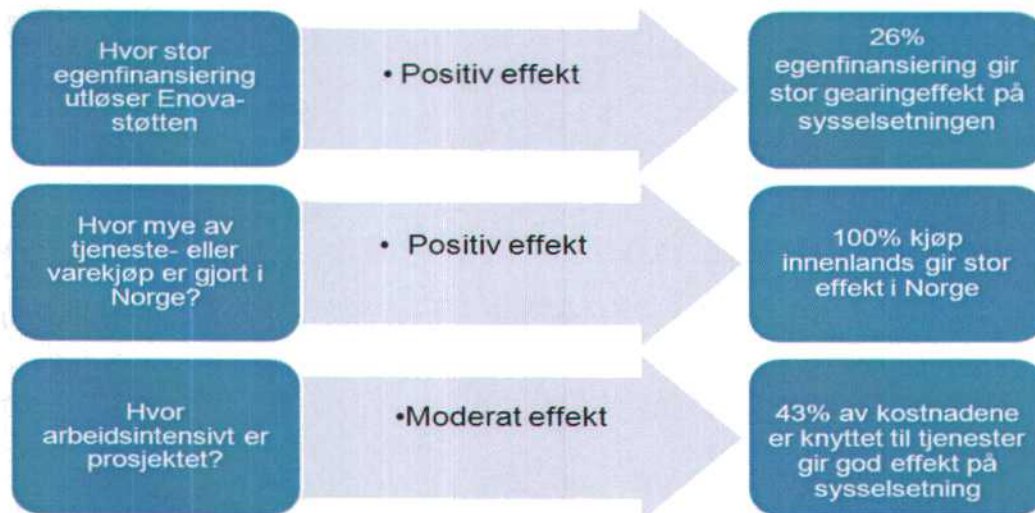 Hvor stor
egenfinansiering
utløser Enova-
støtten
• Positiv effekt
26%
egenfinansiering gir
stor gearingeffekt på
sysselsetningen
Hvor mye av
tjeneste- eller
varekjøp er gjort i
Norge?
• Positiv effekt
100% kjøp
innenlands gir stor
effekt i Norge
Hvor
arbeidsintensivt er
prosjektet?
•Moderat effekt
43% av kostnadene
er knyttet til tjenester
gir god effekt på
sysselsetning